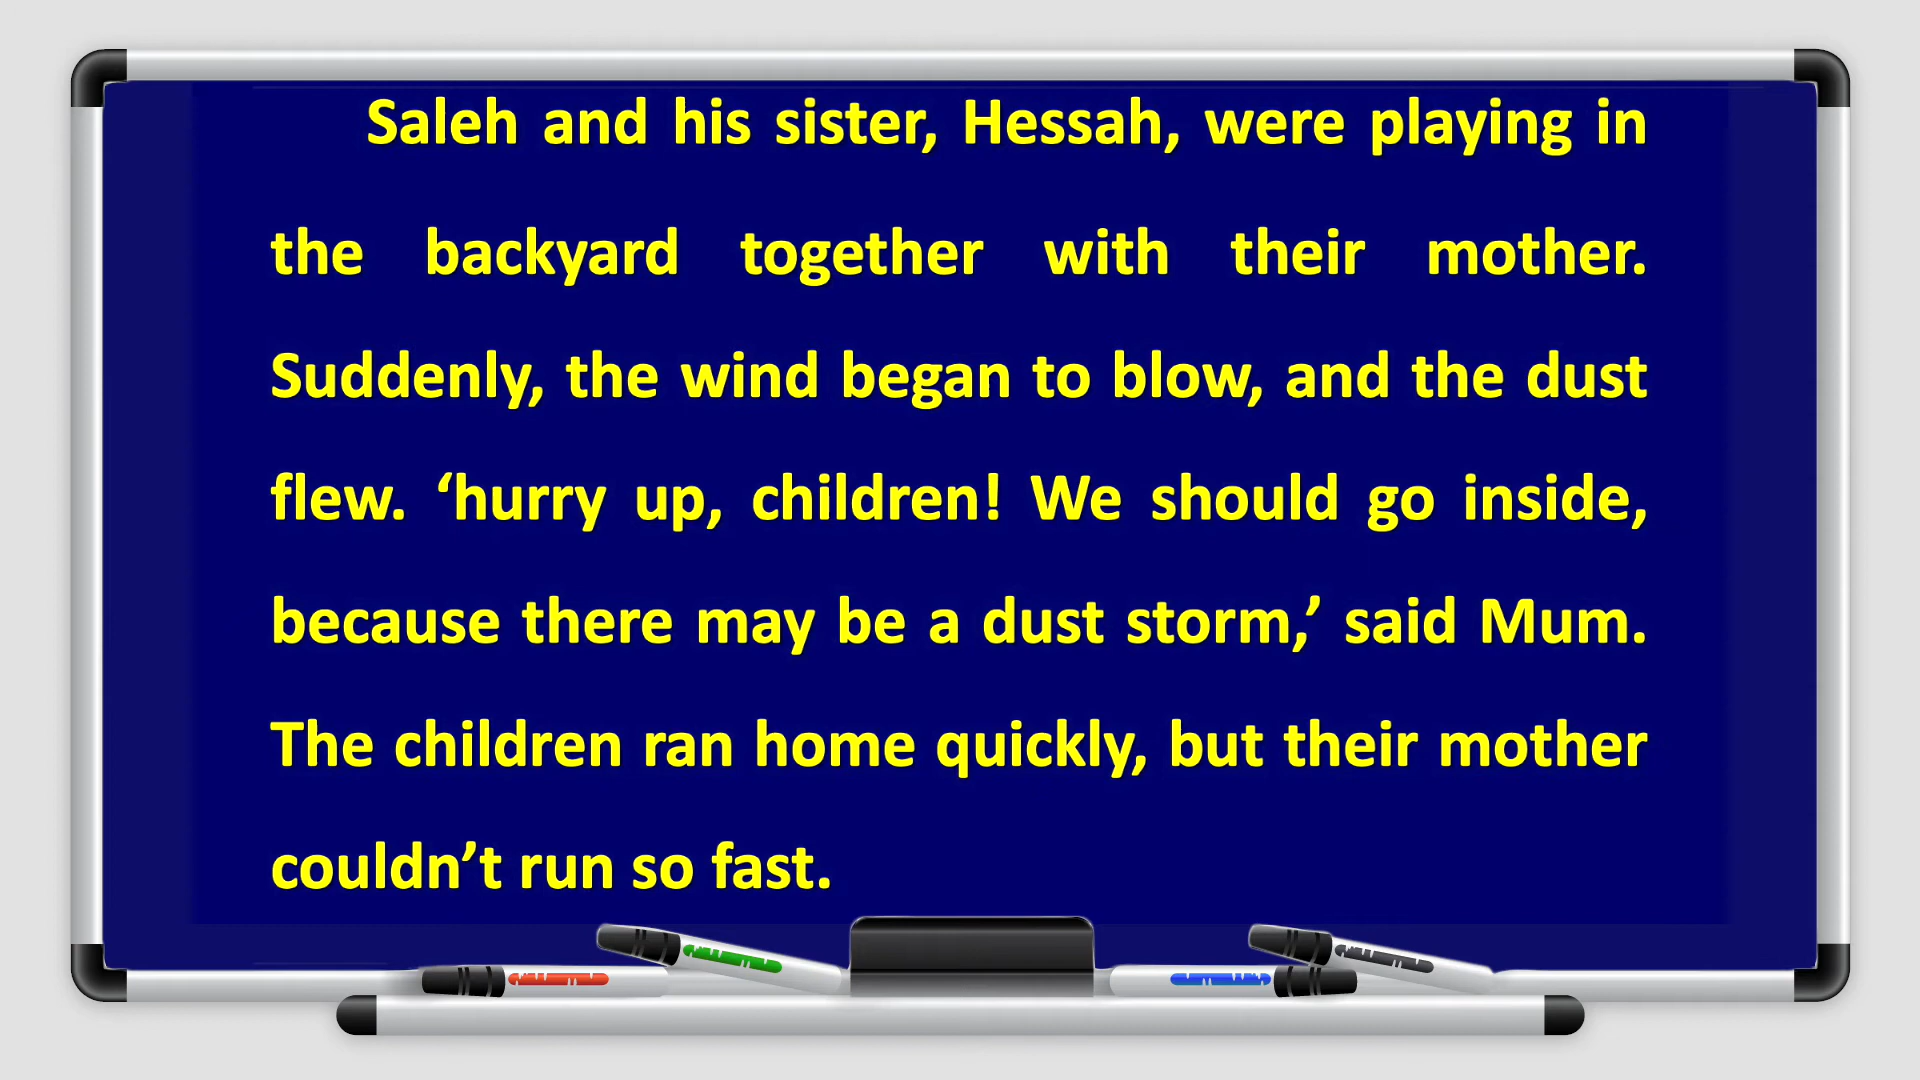 Saleh and his sister, Hessah, were playing in
the backyard together with their mother.
Suddenly, the wind began to blow, and the dust
flew. ‘hurry up, children! We should go inside,
because there may be a dust storm,’ said Mum.
The children ran home quickly, but their mother
couldn’t run so fast.